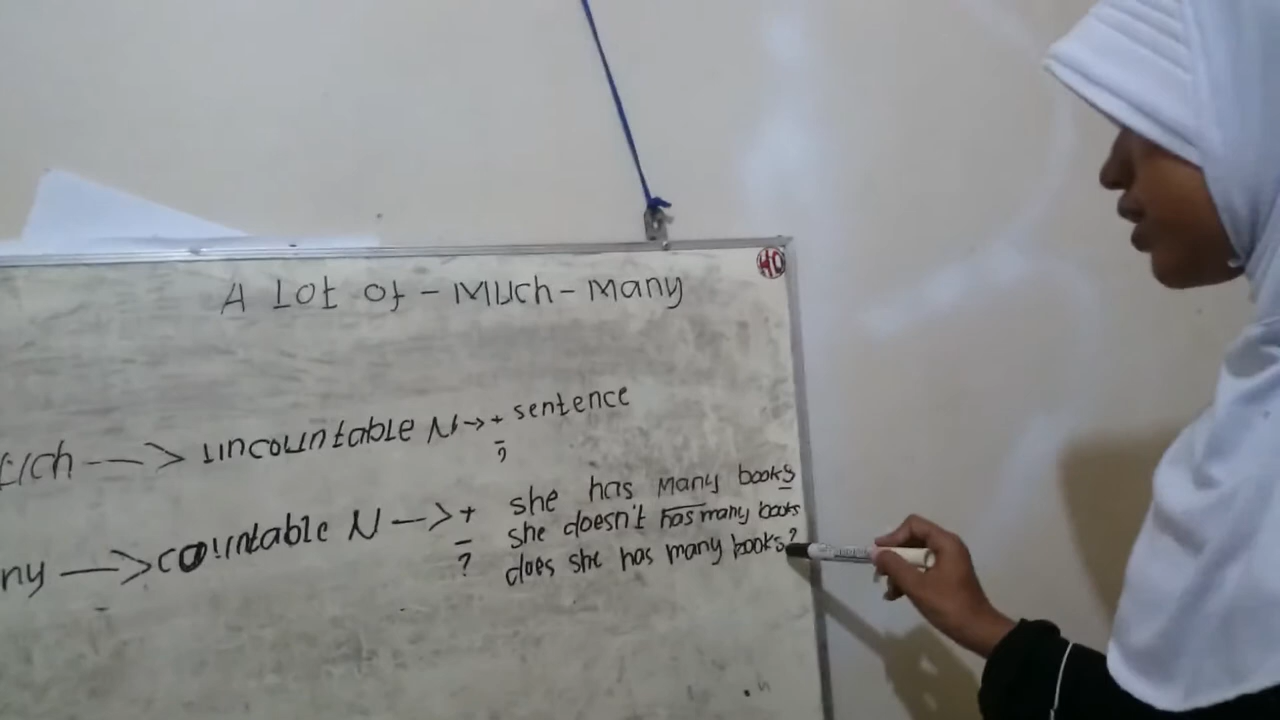 A Lot of - Much - Many
HO
uch —> uncountable N -> + sentence
-
?
ny —> countable N —> + she has many books
- she doesn't has many books
? does she has many books?